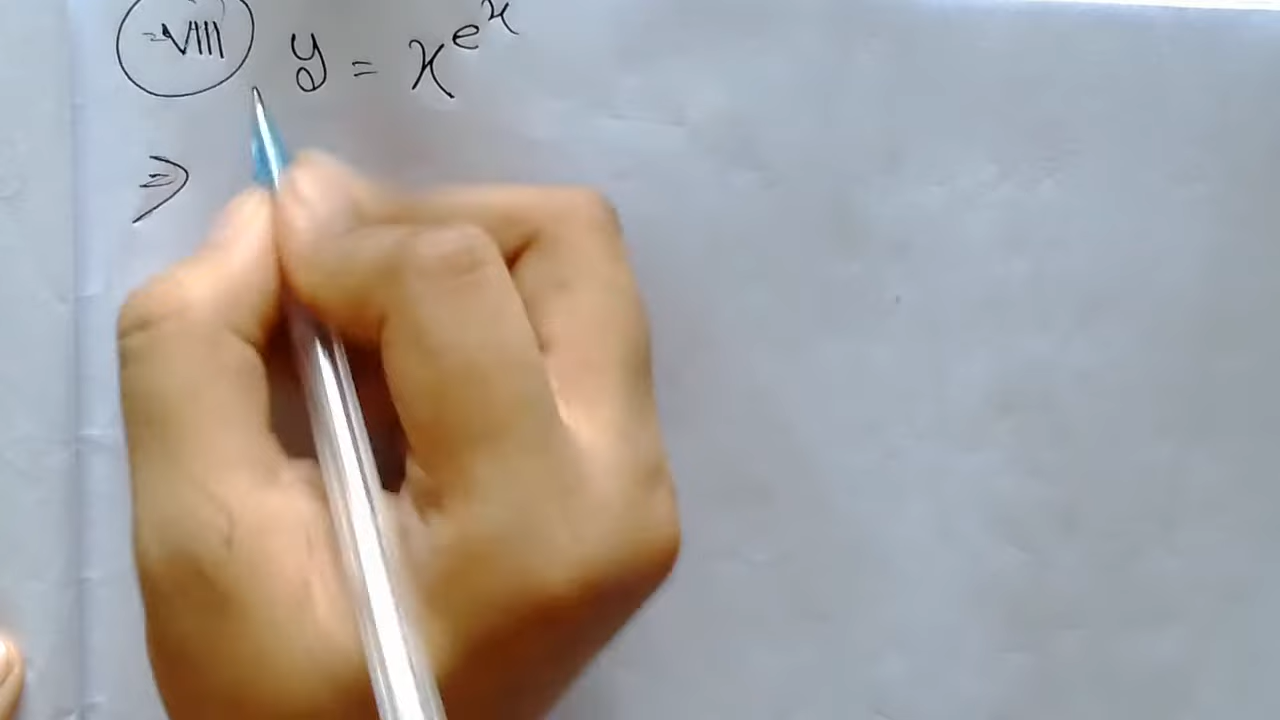 VIII y = x^{e^x}
⇒